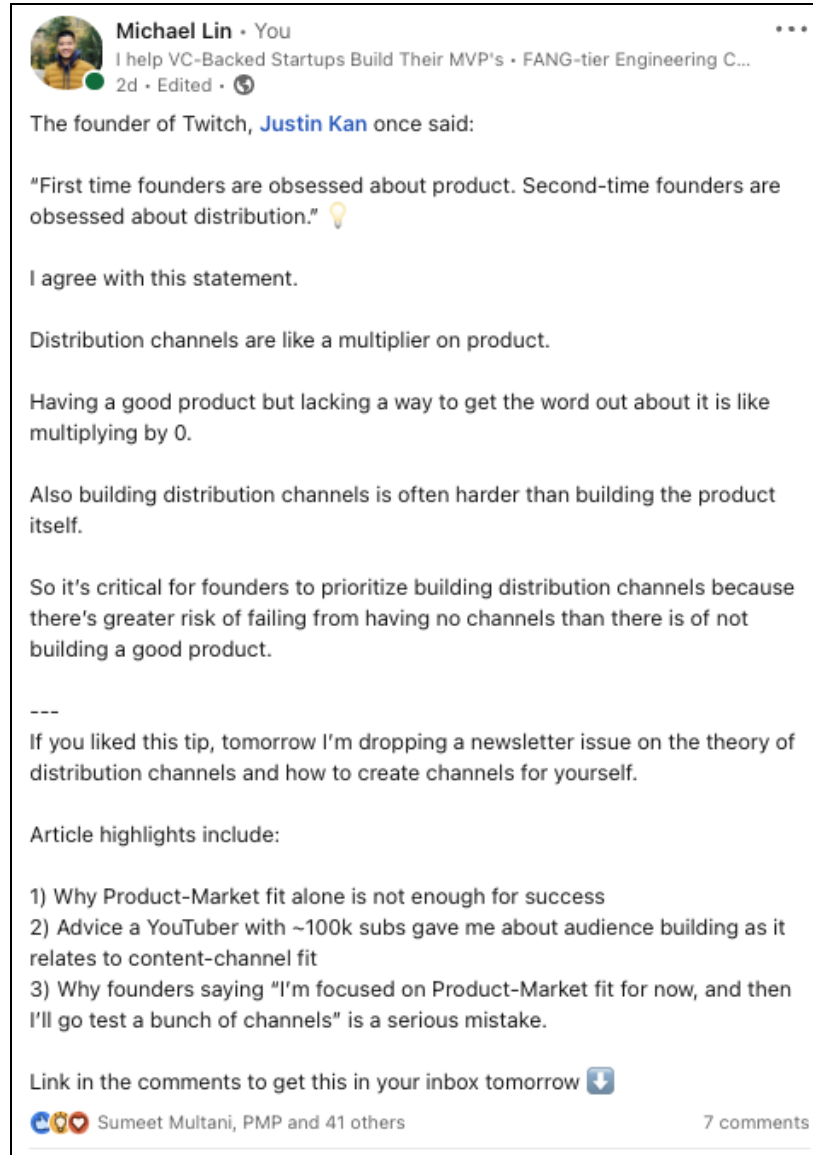 Michael Lin • You
I help VC-Backed Startups Build Their MVP's • FANG-tier Engineering C...
2d • Edited •
The founder of Twitch, Justin Kan once said:
“First time founders are obsessed about product. Second-time founders are
obsessed about distribution.”
I agree with this statement.
Distribution channels are like a multiplier on product.
Having a good product but lacking a way to get the word out about it is like
multiplying by 0.
Also building distribution channels is often harder than building the product
itself.
So it’s critical for founders to prioritize building distribution channels because
there’s greater risk of failing from having no channels than there is of not
building a good product.
---
If you liked this tip, tomorrow I’m dropping a newsletter issue on the theory of
distribution channels and how to create channels for yourself.
Article highlights include:
1) Why Product-Market fit alone is not enough for success
2) Advice a YouTuber with ~100k subs gave me about audience building as it
relates to content-channel fit
3) Why founders saying “I’m focused on Product-Market fit for now, and then
I’ll go test a bunch of channels” is a serious mistake.
Link in the comments to get this in your inbox tomorrow ⬇️
Sumeet Multani, PMP and 41 others 7 comments